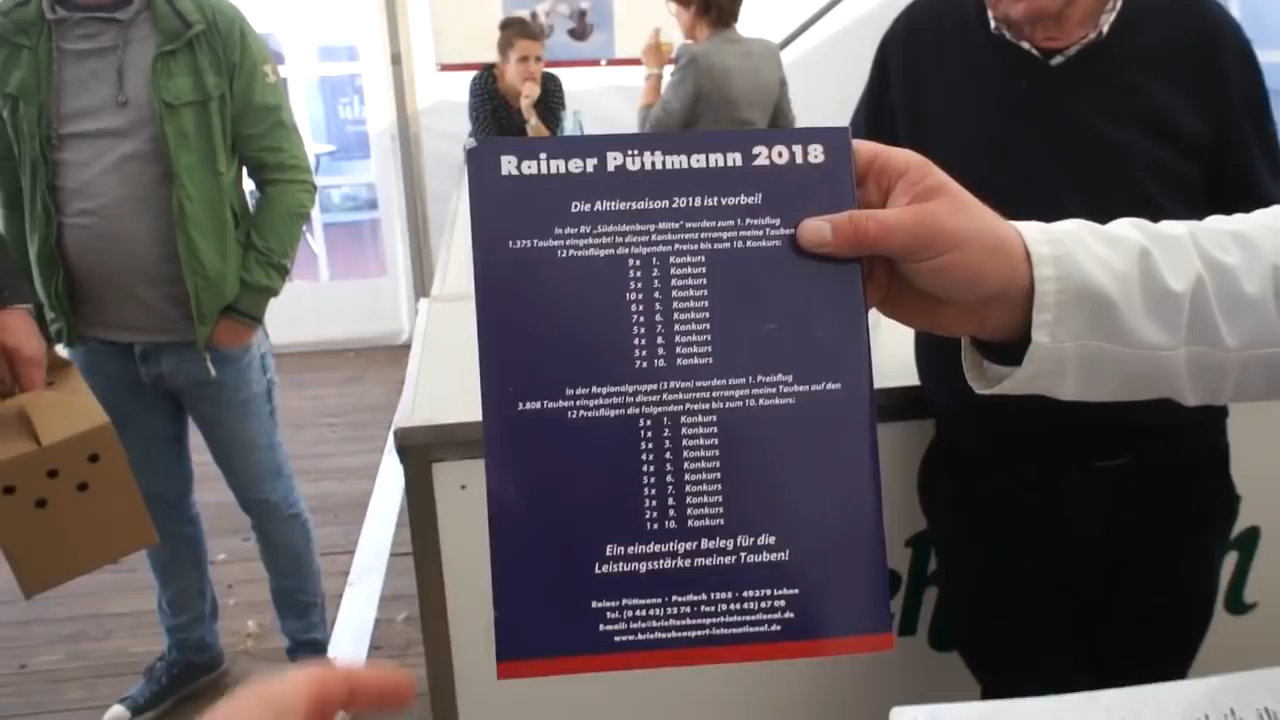 Rainer Püttmann 2018
Die Alttiersaison 2018 ist vorbei!
In der RV „Südoldenburg-Mitte" wurden zum 1. Preisflug
1.375 Tauben eingekorbt! In dieser Konkurrenz errangen meine Tauben
12 Preisflügen die folgenden Preise bis zum 10. Konkurs:
9 x 1. Konkurs
5 x 2. Konkurs
5 x 3. Konkurs
10 x 4. Konkurs
6 x 5. Konkurs
7 x 6. Konkurs
5 x 7. Konkurs
4 x 8. Konkurs
5 x 9. Konkurs
7 x 10. Konkurs
In der Regionalgruppe (3 RVen) wurden zum 1. Preisflug
3.808 Tauben eingekorbt! In dieser Konkurrenz errangen meine Tauben auf den
12 Preisflügen die folgenden Preise bis zum 10. Konkurs:
5 x 1. Konkurs
1 x 2. Konkurs
5 x 3. Konkurs
4 x 4. Konkurs
4 x 5. Konkurs
5 x 6. Konkurs
5 x 7. Konkurs
3 x 8. Konkurs
2 x 9. Konkurs
1 x 10. Konkurs
Ein eindeutiger Beleg für die
Leistungsstärke meiner Tauben!
Rainer Püttmann • Postfach 1205 • 49379 Lohne
Tel. (0 44 42) 22 74 • Fax (0 44 42) 67 09
E-mail: info@brieftaubensport-international.de
www.brieftaubensport-international.de